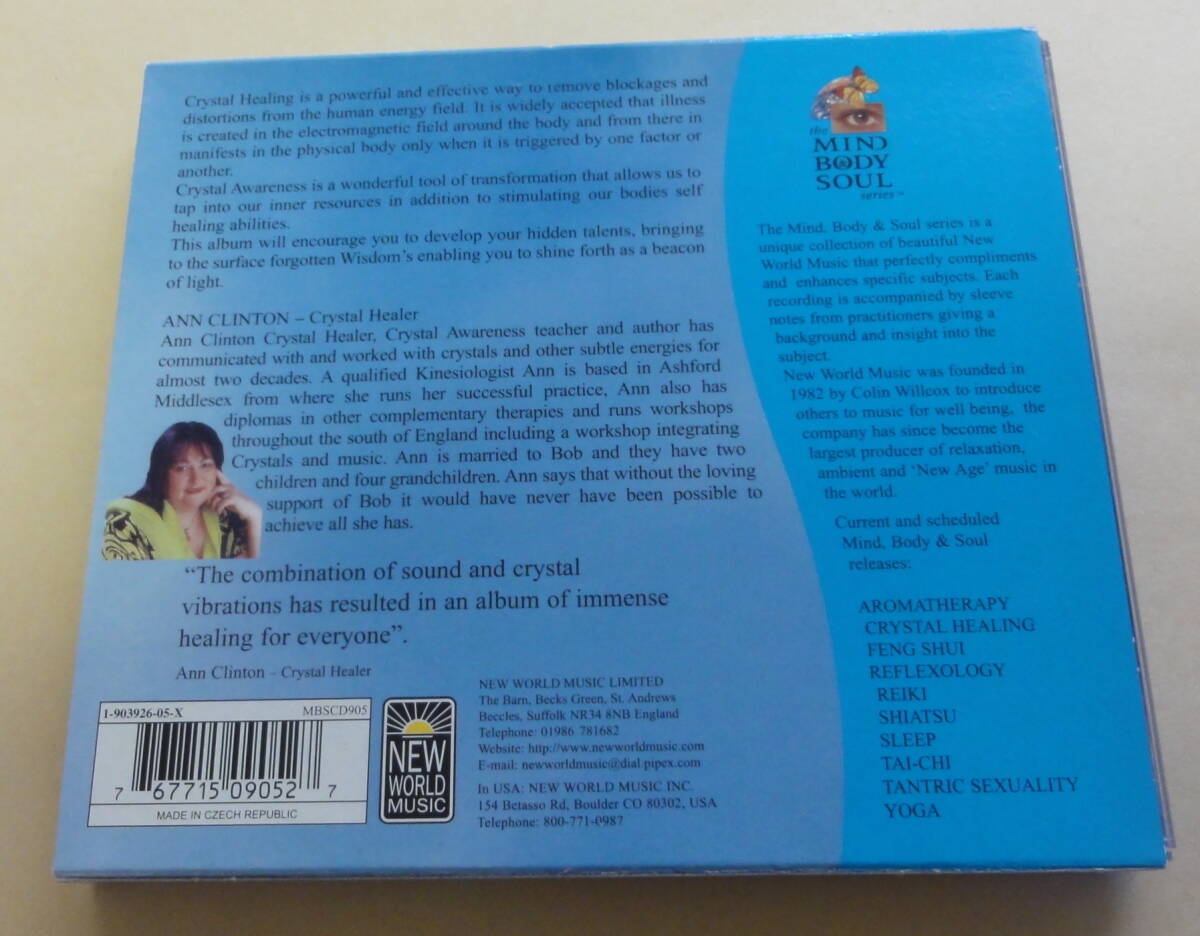 Crystal Healing is a powerful and effective way to remove blockages and
distortions from the human energy field. It is widely accepted that illness
is created in the electromagnetic field around the body and from there in
manifests in the physical body only when it is triggered by one factor or
another.
Crystal Awareness is a wonderful tool of transformation that allows us to
tap into our inner resources in addition to stimulating our bodies self
healing abilities.
This album will encourage you to develop your hidden talents, bringing
to the surface forgotten Wisdom's enabling you to shine forth as a beacon
of light.
ANN CLINTON – Crystal Healer
Ann Clinton Crystal Healer, Crystal Awareness teacher and author has
communicated with and worked with crystals and other subtle energies for
almost two decades. A qualified Kinesiologist Ann is based in Ashford
Middlesex from where she runs her successful practice, Ann also has
diplomas in other complementary therapies and runs workshops
throughout the south of England including a workshop integrating
Crystals and music. Ann is married to Bob and they have two
children and four grandchildren. Ann says that without the loving
support of Bob it would have never have been possible to
achieve all she has.
"The combination of sound and crystal
vibrations has resulted in an album of immense
healing for everyone".
Ann Clinton – Crystal Healer
1-903926-05-X MBSCD905
7 67715 09052 7
MADE IN CZECH REPUBLIC
NEW
WORLD
MUSIC
NEW WORLD MUSIC LIMITED
The Barn, Becks Green, St. Andrews
Beccles, Suffolk NR34 8NB England
Telephone: 01986 781682
Website: http://www.newworldmusic.com
E-mail: newworldmusic@dial.pipex.com
In USA: NEW WORLD MUSIC INC.
154 Betasso Rd, Boulder CO 80302, USA
Telephone: 800-771-0987
the
MIND
BODY &
SOUL
series™
The Mind, Body & Soul series is a
unique collection of beautiful New
World Music that perfectly compliments
and enhances specific subjects. Each
recording is accompanied by sleeve
notes from practitioners giving a
background and insight into the
subject.
New World Music was founded in
1982 by Colin Willcox to introduce
others to music for well being, the
company has since become the
largest producer of relaxation,
ambient and 'New Age' music in
the world.
Current and scheduled
Mind, Body & Soul
releases:
AROMATHERAPY
CRYSTAL HEALING
FENG SHUI
REFLEXOLOGY
REIKI
SHIATSU
SLEEP
TAI-CHI
TANTRIC SEXUALITY
YOGA